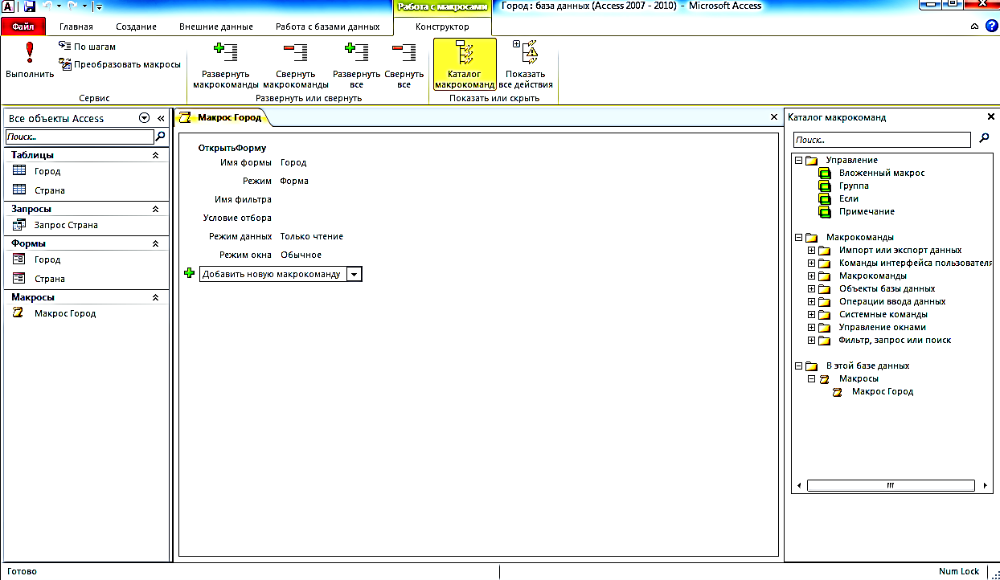 Работа с макросами
Город : база данных (Access 2007 - 2010) - Microsoft Access
Файл
Главная
Создание
Внешние данные
Работа с базами данных
Конструктор
Выполнить
По шагам
Преобразовать макросы
Сервис
Развернуть макрокоманды
Свернуть макрокоманды
Развернуть все
Свернуть все
Развернуть или свернуть
Каталог макрокоманд
Показать все действия
Показать или скрыть
Все объекты Access
Поиск...
Таблицы
Город
Страна
Запросы
Запрос Страна
Формы
Город
Страна
Макросы
Макрос Город
Макрос Город
ОткрытьФорму
Имя формы Город
Режим Форма
Имя фильтра
Условие отбора
Режим данных Только чтение
Режим окна Обычное
Добавить новую макрокоманду
Каталог макрокоманд
Поиск...
Управление
Вложенный макрос
Группа
Если
Примечание
Макрокоманды
Импорт или экспорт данных
Команды интерфейса пользователя
Макрокоманды
Объекты базы данных
Операции ввода данных
Системные команды
Управление окнами
Фильтр, запрос или поиск
В этой базе данных
Макросы
Макрос Город
Готово
Num Lock